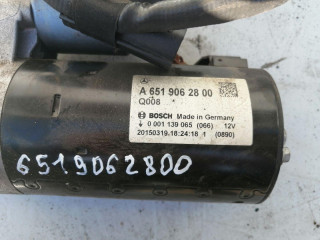 A 651 906 28 00
Q008
BOSCH Made in Germany
0 001 139 065 (066) 12V
20150319.18:24:18 1 (0890)
6519062800